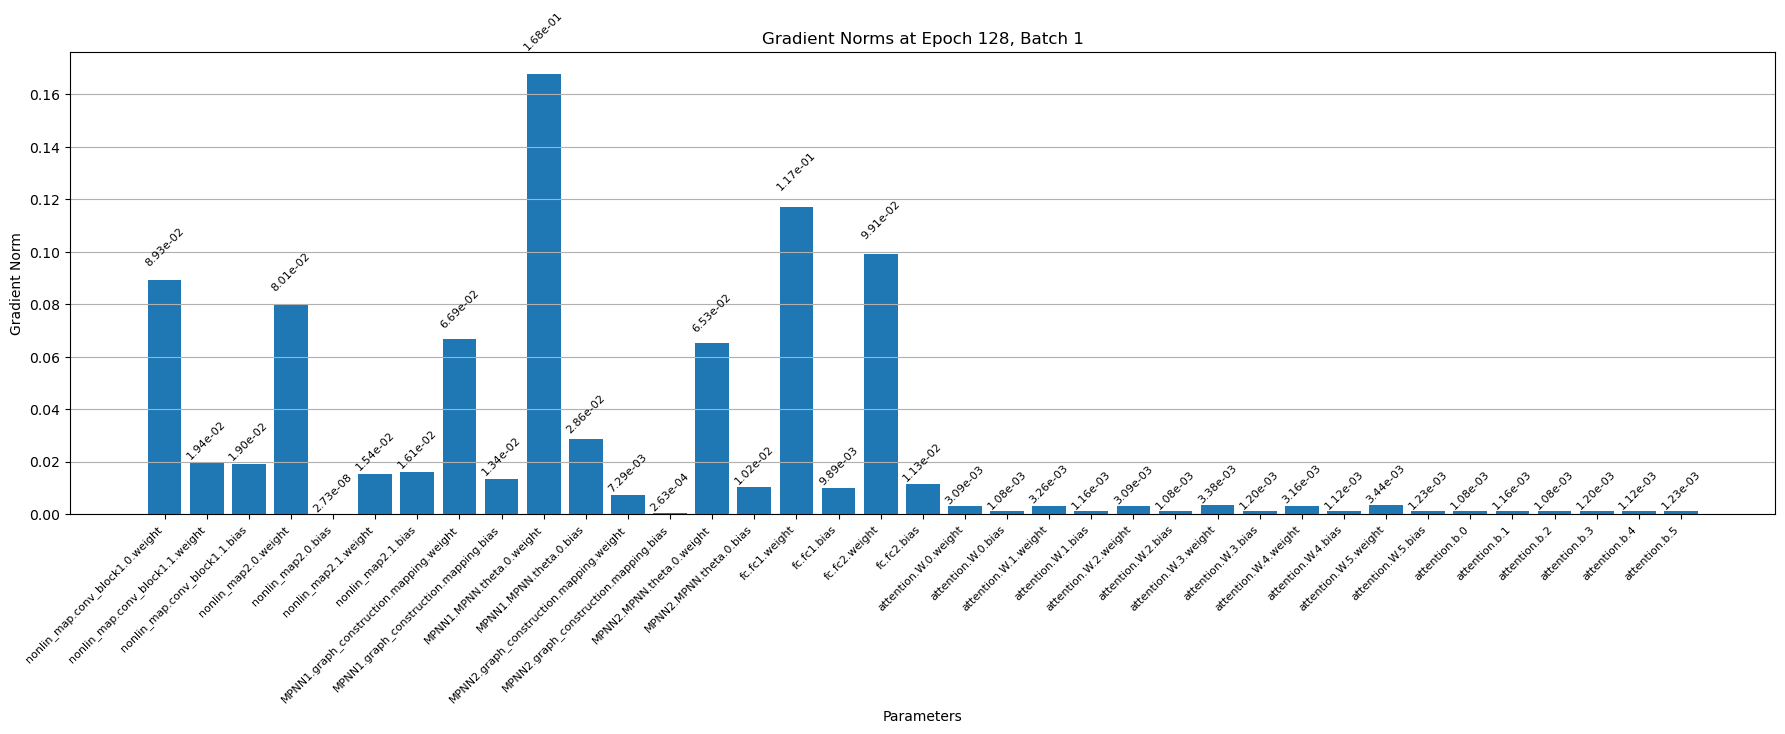 Gradient Norms at Epoch 128, Batch 1
Gradient Norm
0.16
0.14
0.12
0.10
0.08
0.06
0.04
0.02
0.00
8.93e-02
1.94e-02
1.90e-02
8.01e-02
2.73e-08
1.54e-02
1.61e-02
6.69e-02
1.34e-02
1.68e-01
2.86e-02
7.29e-03
2.63e-04
6.53e-02
1.02e-02
1.17e-01
9.89e-03
9.91e-02
1.13e-02
3.09e-03
1.08e-03
3.26e-03
1.16e-03
3.09e-03
1.08e-03
3.38e-03
1.20e-03
3.16e-03
1.12e-03
3.44e-03
1.23e-03
1.08e-03
1.16e-03
1.08e-03
1.20e-03
1.12e-03
1.23e-03
nonlin_map.conv_block1.0.weight
nonlin_map.conv_block1.1.weight
nonlin_map.conv_block1.1.bias
nonlin_map2.0.weight
nonlin_map2.0.bias
nonlin_map2.1.weight
nonlin_map2.1.bias
MPNN1.graph_construction.mapping.weight
MPNN1.graph_construction.mapping.bias
MPNN1.MPNN.theta.0.weight
MPNN1.MPNN.theta.0.bias
MPNN2.graph_construction.mapping.weight
MPNN2.graph_construction.mapping.bias
MPNN2.MPNN.theta.0.weight
MPNN2.MPNN.theta.0.bias
fc.fc1.weight
fc.fc1.bias
fc.fc2.weight
fc.fc2.bias
attention.W.0.weight
attention.W.0.bias
attention.W.1.weight
attention.W.1.bias
attention.W.2.weight
attention.W.2.bias
attention.W.3.weight
attention.W.3.bias
attention.W.4.weight
attention.W.4.bias
attention.W.5.weight
attention.W.5.bias
attention.b.0
attention.b.1
attention.b.2
attention.b.3
attention.b.4
attention.b.5
Parameters